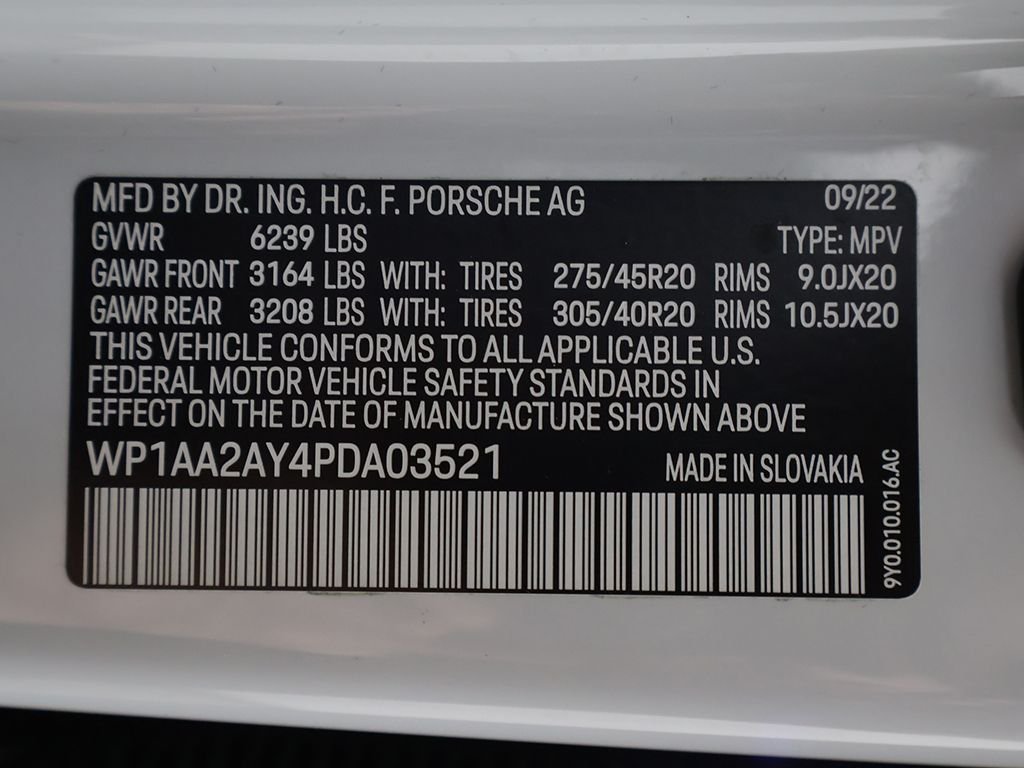 MFD BY DR. ING. H.C. F. PORSCHE AG 09/22
GVWR 6239 LBS TYPE: MPV
GAWR FRONT 3164 LBS WITH: TIRES 275/45R20 RIMS 9.0JX20
GAWR REAR 3208 LBS WITH: TIRES 305/40R20 RIMS 10.5JX20
THIS VEHICLE CONFORMS TO ALL APPLICABLE U.S.
FEDERAL MOTOR VEHICLE SAFETY STANDARDS IN
EFFECT ON THE DATE OF MANUFACTURE SHOWN ABOVE
WP1AA2AY4PDA03521 MADE IN SLOVAKIA
9Y0.010.016.AC